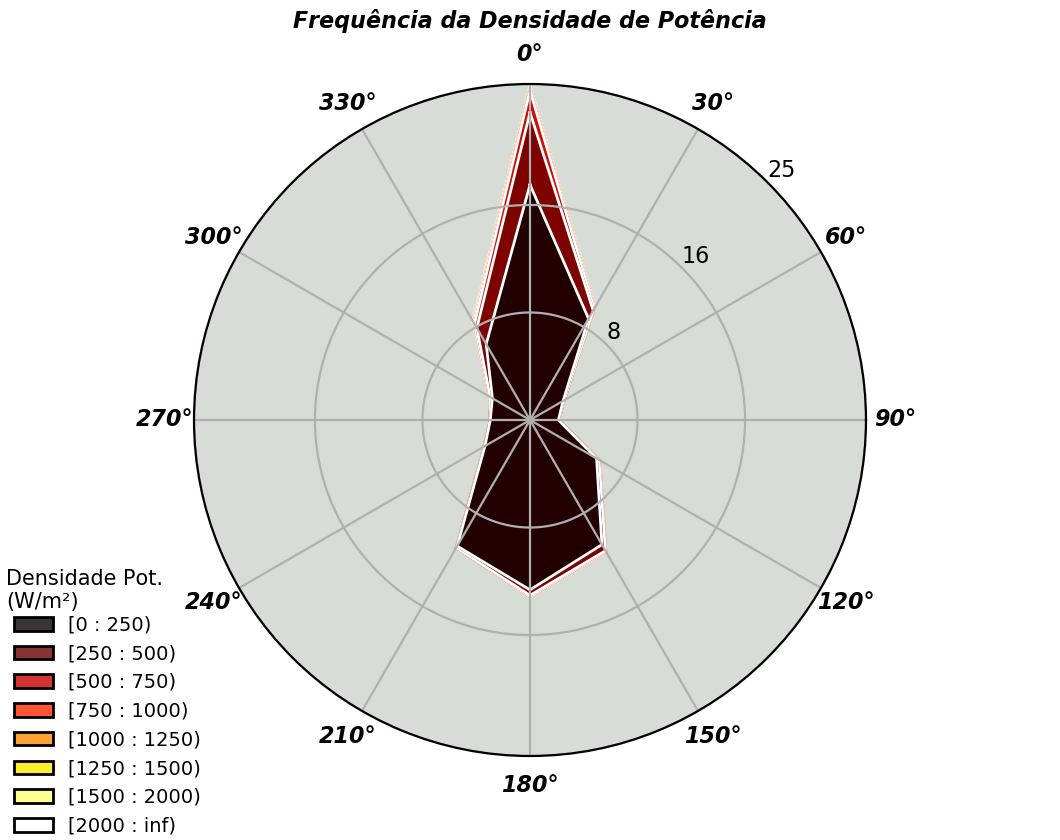 Frequência da Densidade de Potência
0°
330°
30°
25
300°
60°
16
8
270°
90°
240°
120°
210°
150°
180°
Densidade Pot.
(W/m²)
[0 : 250)
[250 : 500)
[500 : 750)
[750 : 1000)
[1000 : 1250)
[1250 : 1500)
[1500 : 2000)
[2000 : inf)